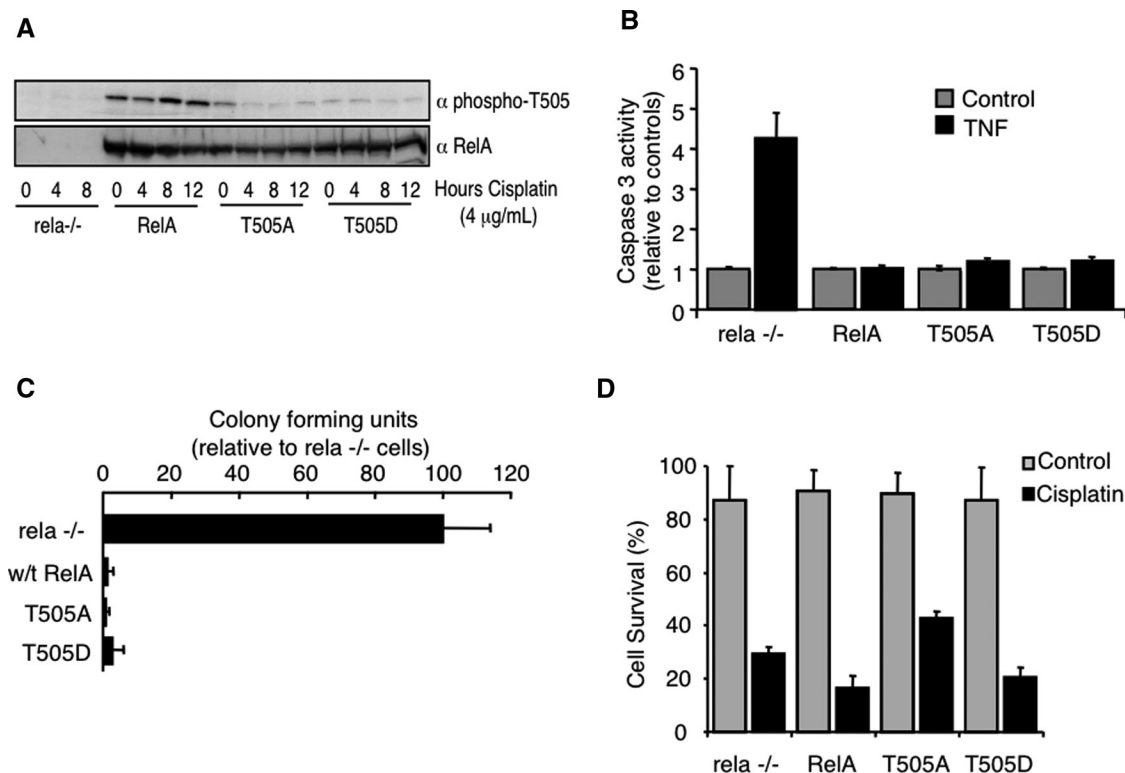 A
α phospho-T505
α RelA
0 4 8 0 4 8 12 0 4 8 12 0 4 8 12 Hours Cisplatin
(4 μg/mL)
rela-/- RelA T505A T505D
B
Caspase 3 activity
(relative to controls)
6
5
4
3
2
1
0
Control
TNF
rela -/- RelA T505A T505D
C
Colony forming units
(relative to rela -/- cells)
0 20 40 60 80 100 120
rela -/-
w/t RelA
T505A
T505D
D
Cell Survival (%)
100
80
60
40
20
0
Control
Cisplatin
rela -/- RelA T505A T505D